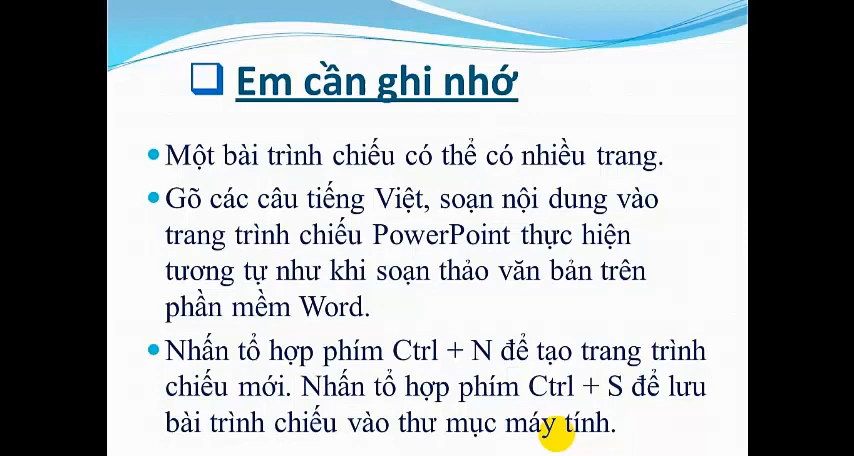 Em cần ghi nhớ
Một bài trình chiếu có thể có nhiều trang.
Gõ các câu tiếng Việt, soạn nội dung vào
trang trình chiếu PowerPoint thực hiện
tương tự như khi soạn thảo văn bản trên
phần mềm Word.
Nhấn tổ hợp phím Ctrl + N để tạo trang trình
chiếu mới. Nhấn tổ hợp phím Ctrl + S để lưu
bài trình chiếu vào thư mục máy tính.